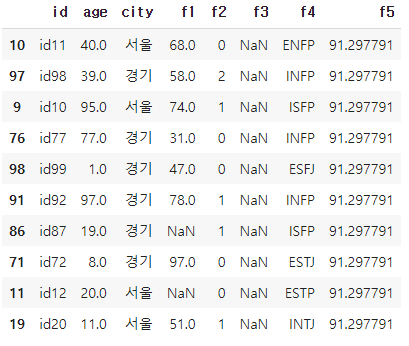 id age city f1 f2 f3 f4 f5
10 id11 40.0 서울 68.0 0 NaN ENFP 91.297791
97 id98 39.0 경기 58.0 2 NaN INFP 91.297791
9 id10 95.0 서울 74.0 1 NaN ISFP 91.297791
76 id77 77.0 경기 31.0 0 NaN INFP 91.297791
98 id99 1.0 경기 47.0 0 NaN ESFJ 91.297791
91 id92 97.0 경기 78.0 1 NaN INFP 91.297791
86 id87 19.0 경기 NaN 1 NaN ISFP 91.297791
71 id72 8.0 경기 97.0 0 NaN ESTJ 91.297791
11 id12 20.0 서울 NaN 0 NaN ESTP 91.297791
19 id20 11.0 서울 51.0 1 NaN INTJ 91.297791